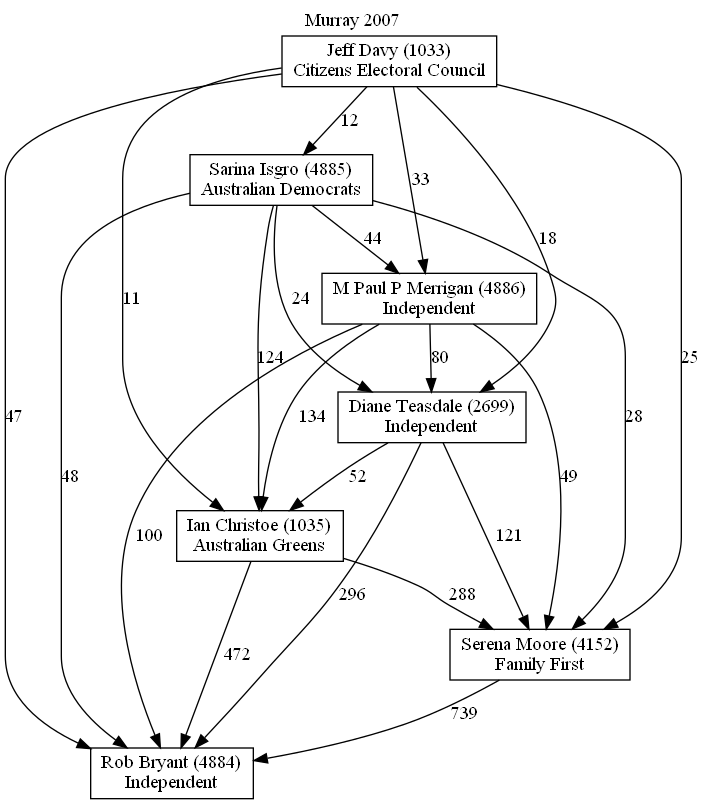 Murray 2007
Jeff Davy (1033)
Citizens Electoral Council
12
Sarina Isgro (4885)
Australian Democrats
33
44
18
M Paul P Merrigan (4886)
Independent
11
24
124
80
25
Diane Teasdale (2699)
Independent
47
134
28
48
52
49
Ian Christoe (1035)
Australian Greens
100
121
296
288
Serena Moore (4152)
Family First
472
739
Rob Bryant (4884)
Independent